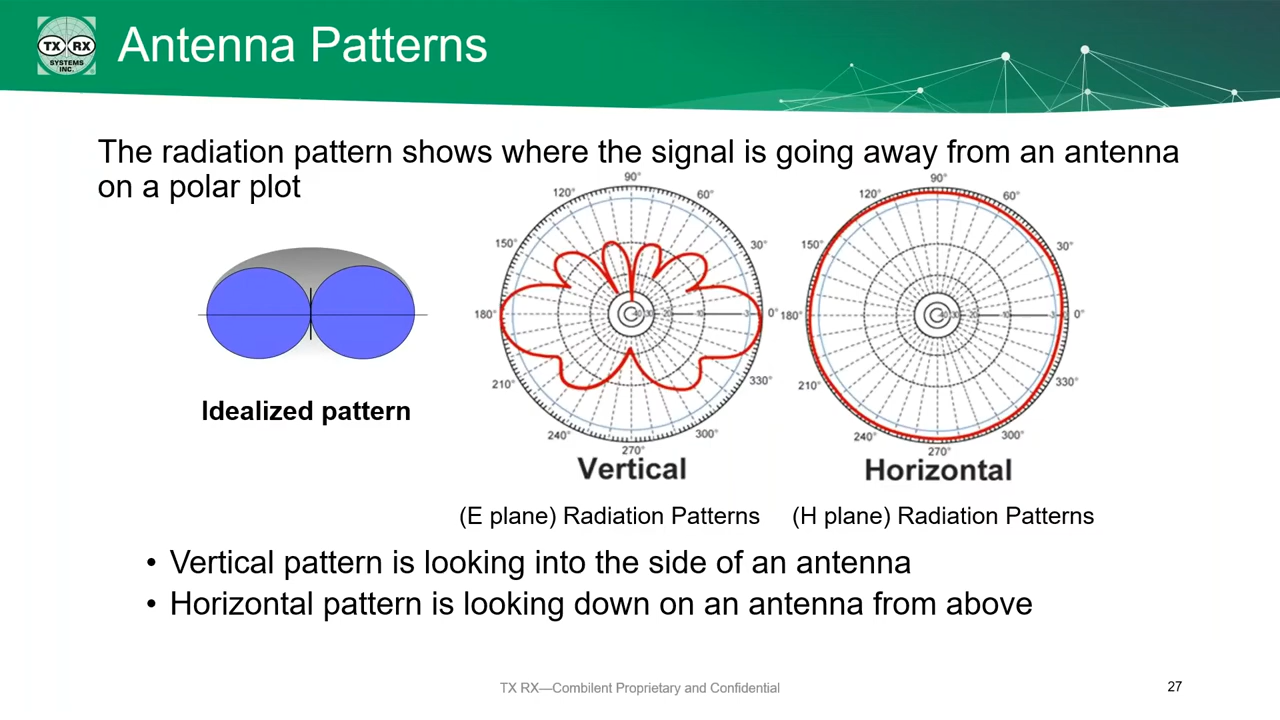 TX RX
SYSTEMS
INC.
Antenna Patterns
The radiation pattern shows where the signal is going away from an antenna
on a polar plot
Idealized pattern
90°
120°
60°
150°
30°
180°
0°
210°
330°
240°
300°
270°
Vertical
90°
120°
60°
150°
30°
180°
0°
210°
330°
240°
300°
270°
Horizontal
(E plane) Radiation Patterns
(H plane) Radiation Patterns
• Vertical pattern is looking into the side of an antenna
• Horizontal pattern is looking down on an antenna from above
TX RX—Combilent Proprietary and Confidential
27